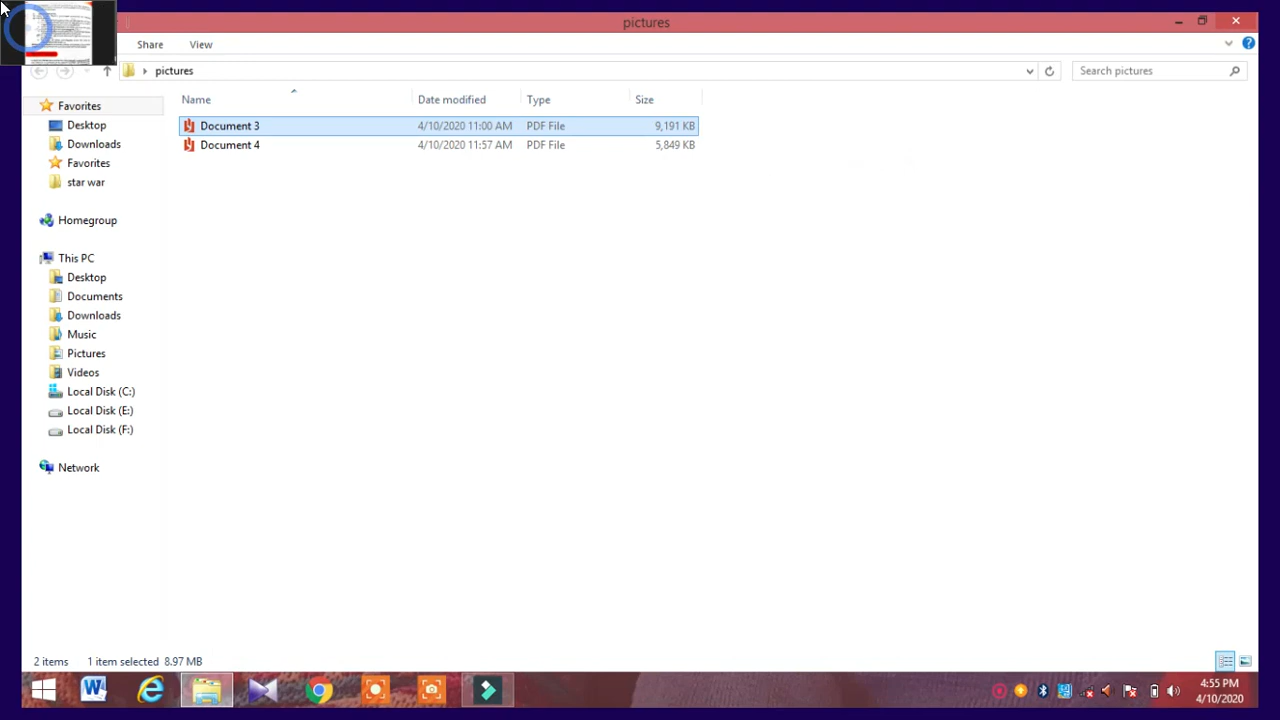 pictures
Share View
pictures Search pictures
Name Date modified Type Size
Favorites
Desktop
Downloads
Favorites
star war
Homegroup
This PC
Desktop
Documents
Downloads
Music
Pictures
Videos
Local Disk (C:)
Local Disk (E:)
Local Disk (F:)
Network
Document 3 4/10/2020 11:00 AM PDF File 9,191 KB
Document 4 4/10/2020 11:57 AM PDF File 5,849 KB
2 items 1 item selected 8.97 MB
4:55 PM
4/10/2020